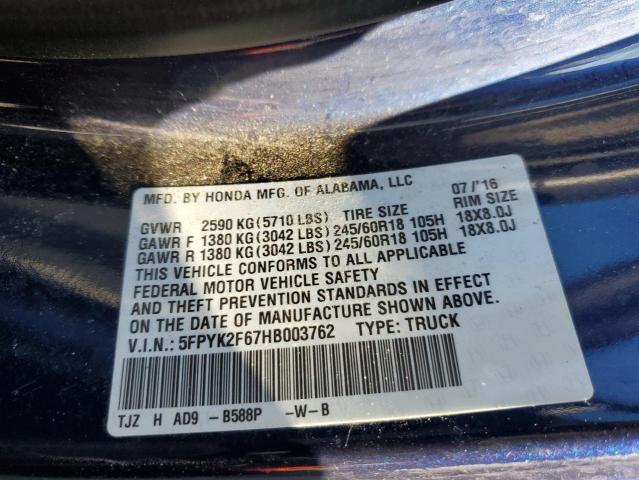 MFD. BY HONDA MFG. OF ALABAMA, LLC 07/'16
GVWR 2590 KG(5710 LBS) TIRE SIZE RIM SIZE
GAWR F 1380 KG(3042 LBS) 245/60R18 105H 18X8.0J
GAWR R 1380 KG(3042 LBS) 245/60R18 105H 18X8.0J
THIS VEHICLE CONFORMS TO ALL APPLICABLE
FEDERAL MOTOR VEHICLE SAFETY
AND THEFT PREVENTION STANDARDS IN EFFECT
ON THE DATE OF MANUFACTURE SHOWN ABOVE.
V.I.N.: 5FPYK2F67HB003762 TYPE: TRUCK
TJZ H AD9 -B588P -W-B